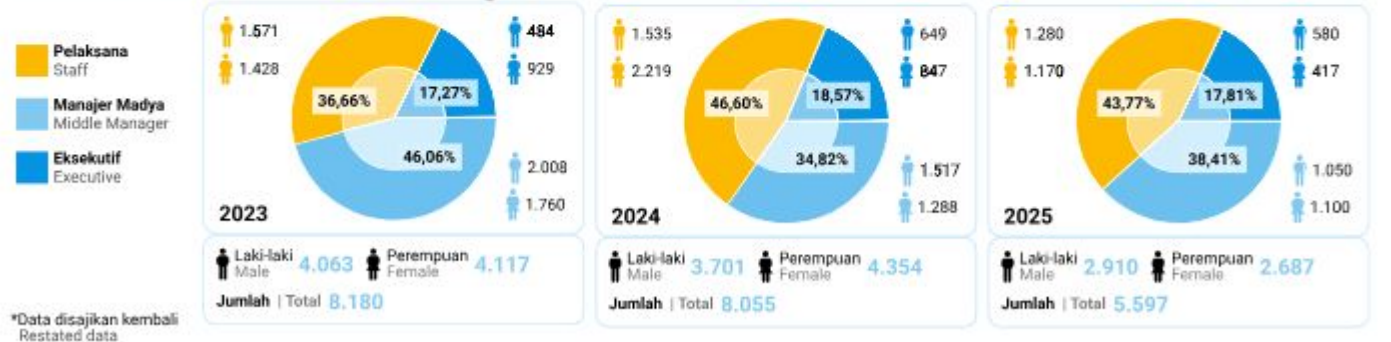 Pelaksana
Staff
Manajer Madya
Middle Manager
Eksekutif
Executive
*Data disajikan kembali
Restated data
1.571
1.428
484
929
36,66%
17,27%
46,06%
2.008
1.760
2023
Laki-laki
Male
4.063
Perempuan
Female
4.117
Jumlah | Total 8.180
1.535
2.219
649
847
46,60%
18,57%
34,82%
1.517
1.288
2024
Laki-laki
Male
3.701
Perempuan
Female
4.354
Jumlah | Total 8.055
1.280
1.170
580
417
43,77%
17,81%
38,41%
1.050
1.100
2025
Laki-laki
Male
2.910
Perempuan
Female
2.687
Jumlah | Total 5.597